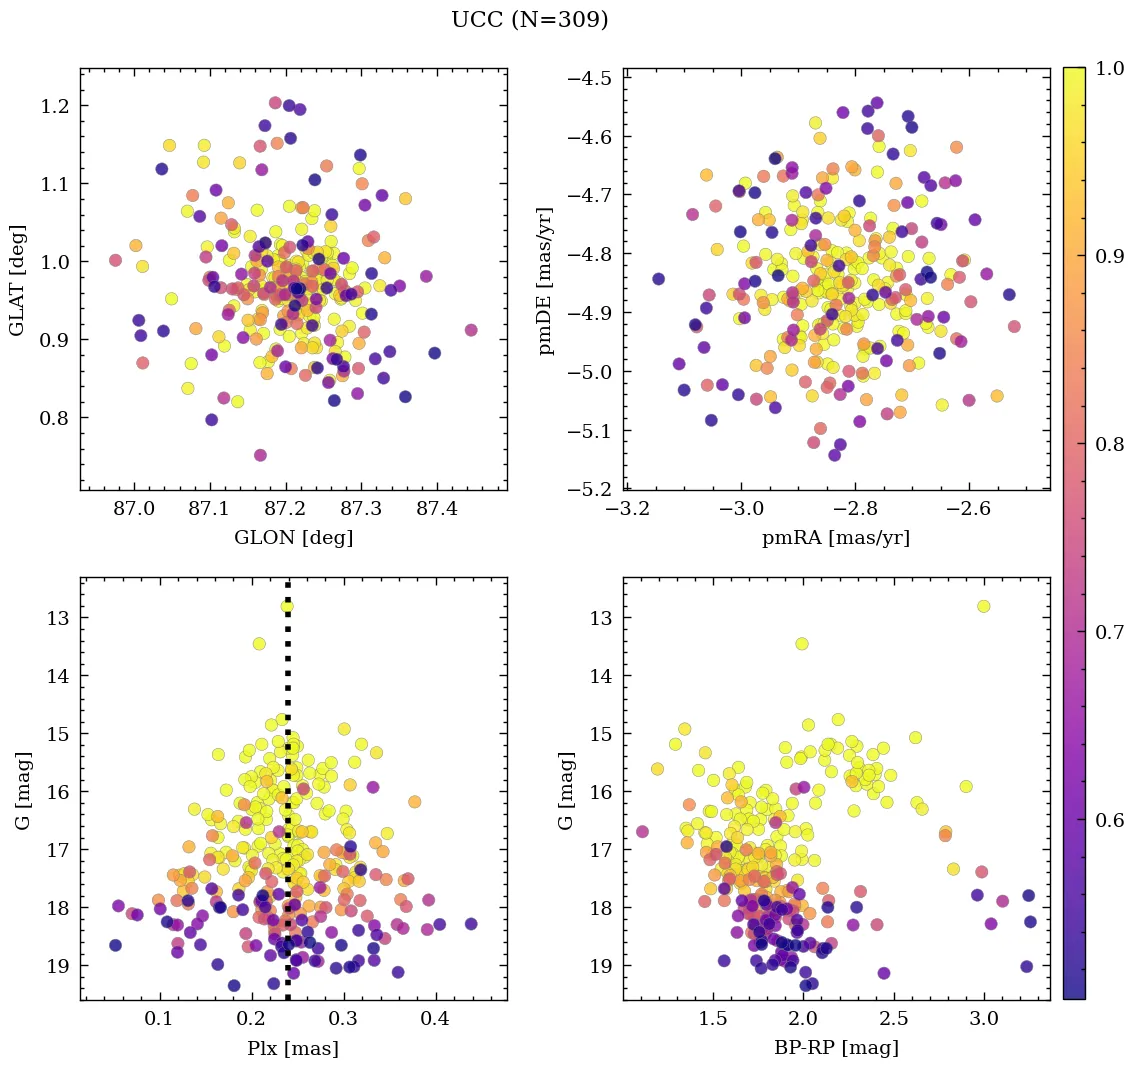 UCC (N=309)
1.2
1.1
1.0
0.9
0.8
GLAT [deg]
87.0 87.1 87.2 87.3 87.4
GLON [deg]
−4.5
−4.6
−4.7
−4.8
−4.9
−5.0
−5.1
−5.2
pmDE [mas/yr]
−3.2 −3.0 −2.8 −2.6
pmRA [mas/yr]
13
14
15
16
17
18
19
G [mag]
0.1 0.2 0.3 0.4
Plx [mas]
13
14
15
16
17
18
19
G [mag]
1.5 2.0 2.5 3.0
BP-RP [mag]
1.0
0.9
0.8
0.7
0.6